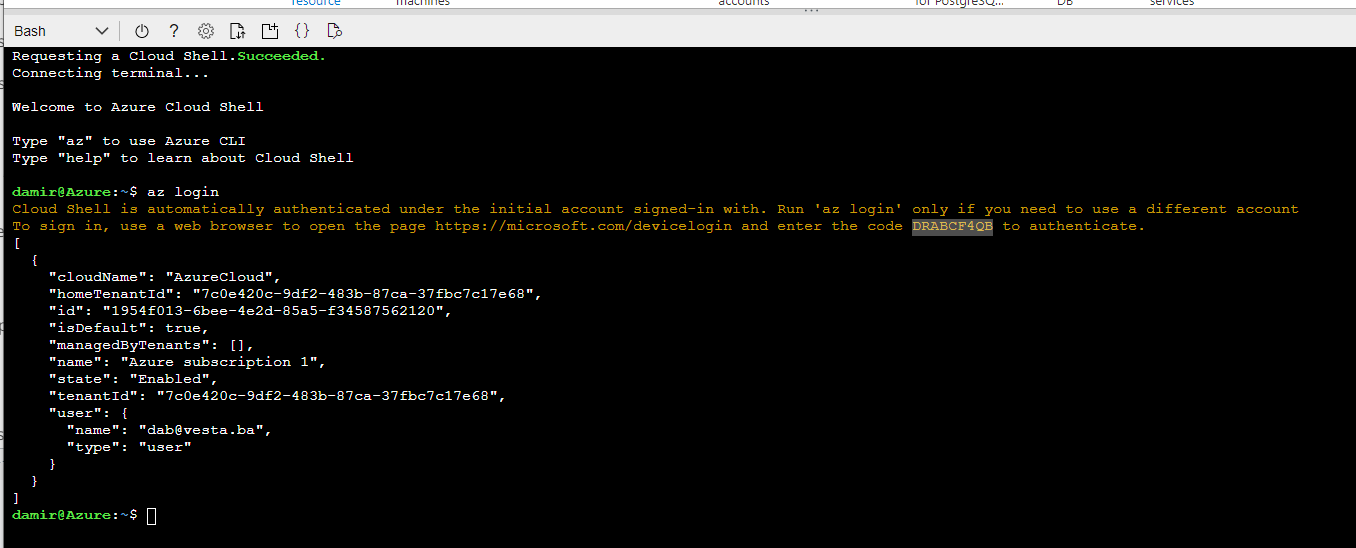 resource machines accounts for PostgreSQ... DB services
Bash
Requesting a Cloud Shell.Succeeded.
Connecting terminal...
Welcome to Azure Cloud Shell
Type "az" to use Azure CLI
Type "help" to learn about Cloud Shell
damir@Azure:~$ az login
Cloud Shell is automatically authenticated under the initial account signed-in with. Run 'az login' only if you need to use a different account
To sign in, use a web browser to open the page https://microsoft.com/devicelogin and enter the code DRABCF4QB to authenticate.
[
  {
    "cloudName": "AzureCloud",
    "homeTenantId": "7c0e420c-9df2-483b-87ca-37fbc7c17e68",
    "id": "1954f013-6bee-4e2d-85a5-f34587562120",
    "isDefault": true,
    "managedByTenants": [],
    "name": "Azure subscription 1",
    "state": "Enabled",
    "tenantId": "7c0e420c-9df2-483b-87ca-37fbc7c17e68",
    "user": {
      "name": "dab@vesta.ba",
      "type": "user"
    }
  }
]
damir@Azure:~$